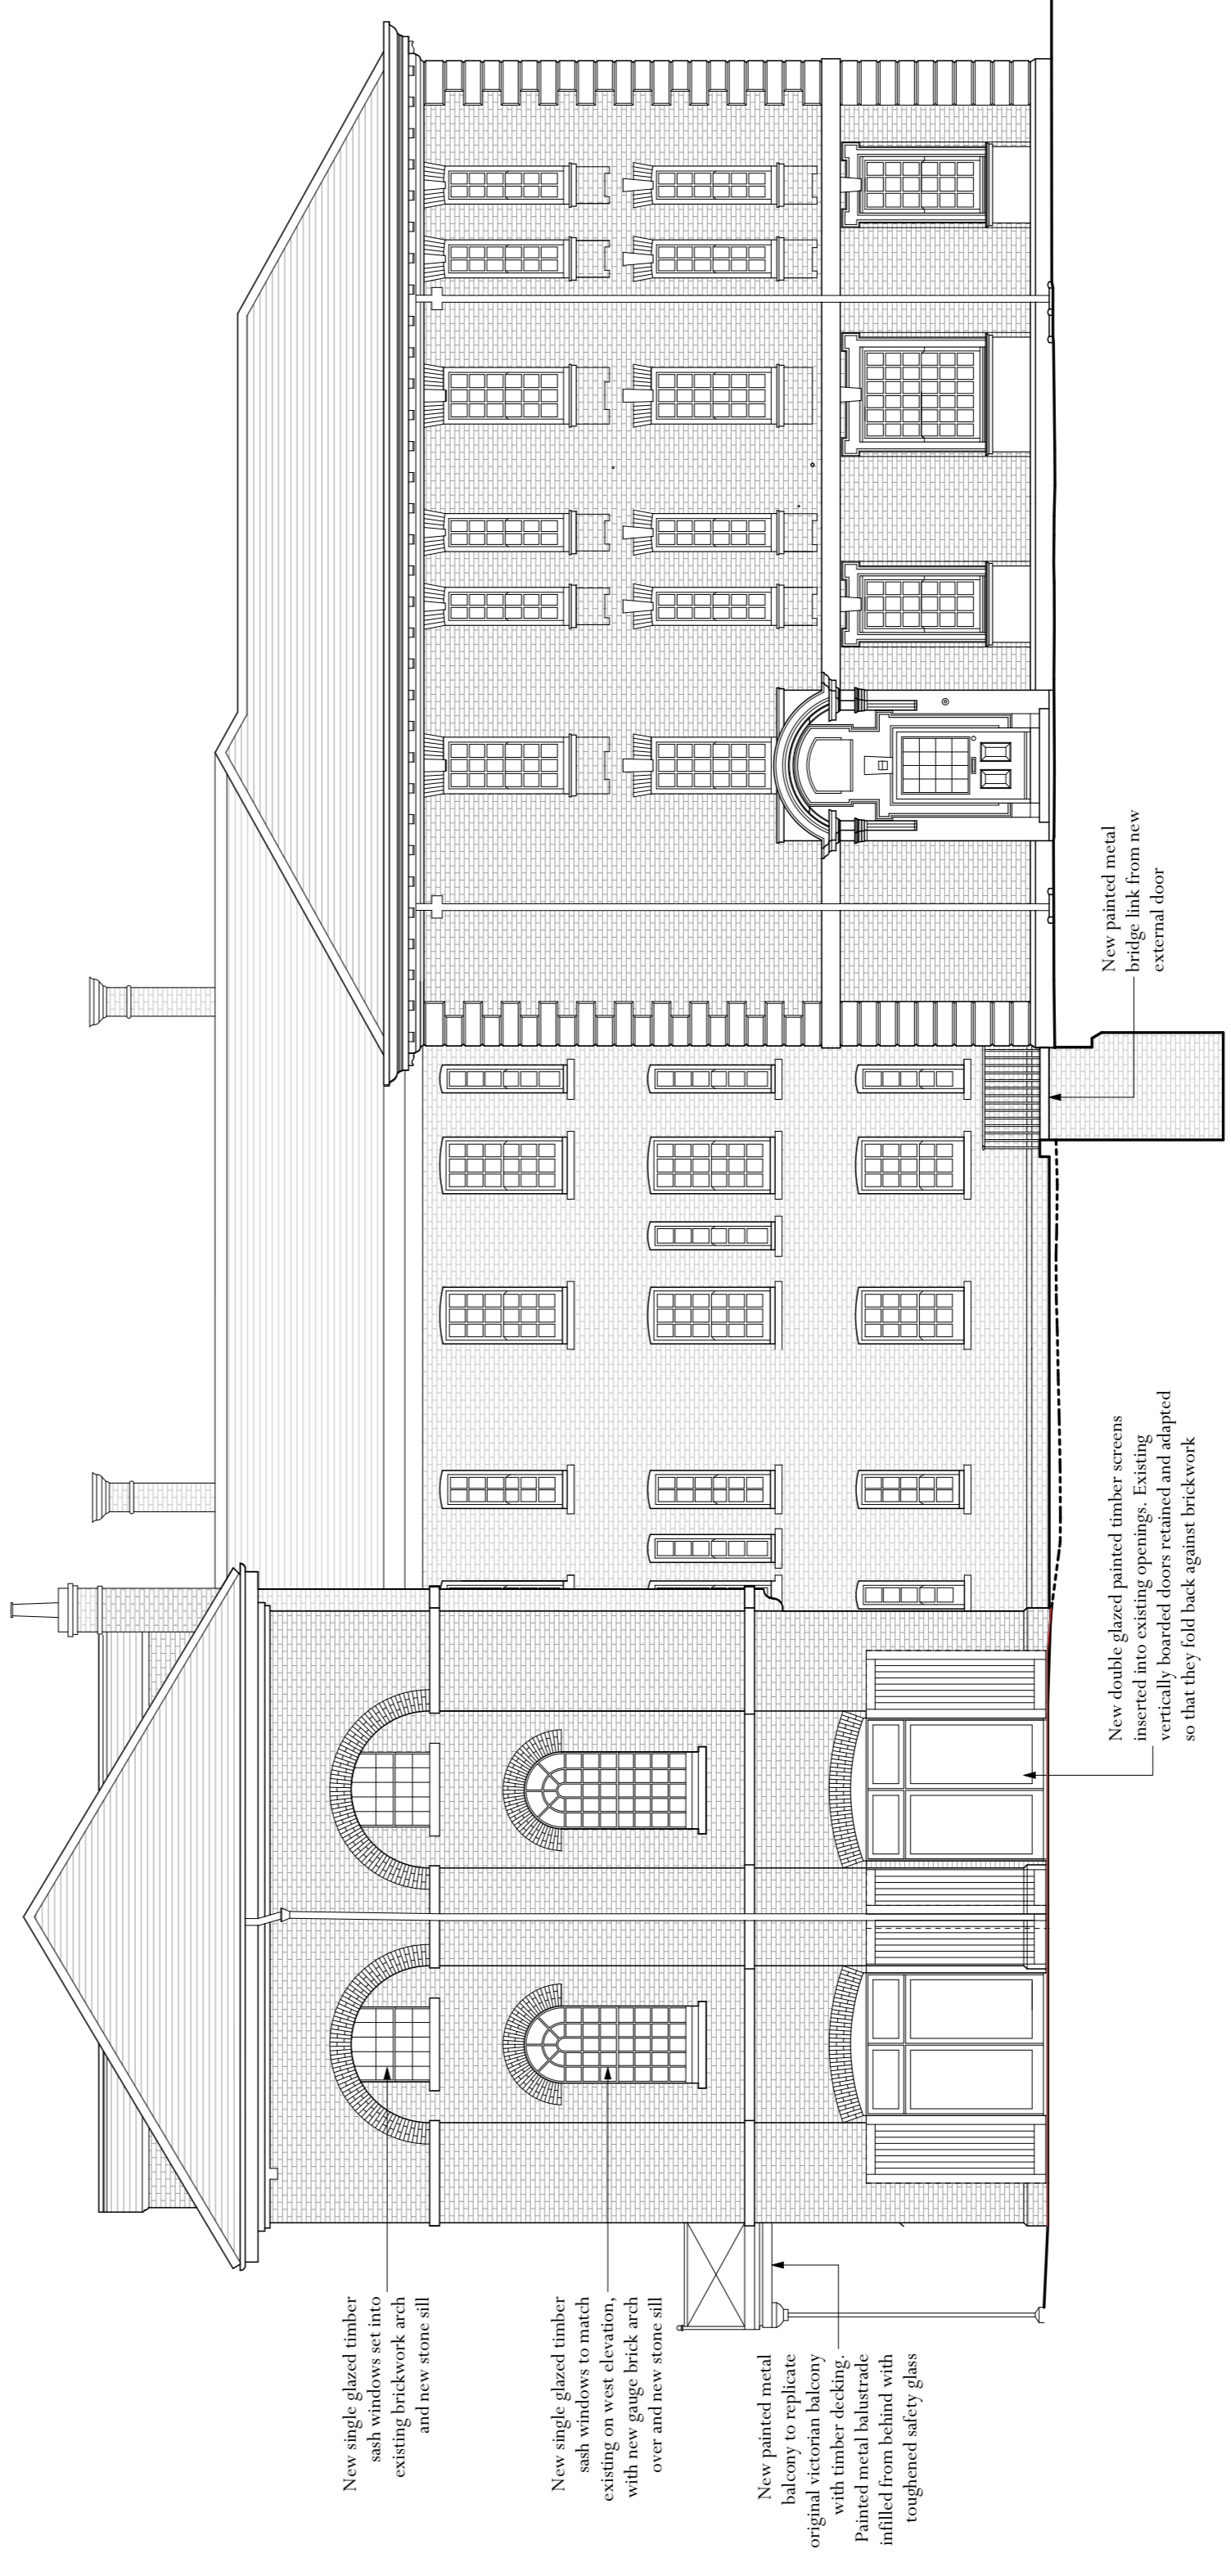 New single glazed timber
sash windows set into
existing brickwork arch
and new stone sill
New single glazed timber
sash windows to match
existing on west elevation,
with new gauge brick arch
over and new stone sill
New painted metal
balcony to replicate
original victorian balcony
with timber decking.
Painted metal balustrade
infilled from behind with
toughened safety glass
New double glazed painted timber screens
inserted into existing openings. Existing
vertically boarded doors retained and adapted
so that they fold back against brickwork
New painted metal
bridge link from new
external door